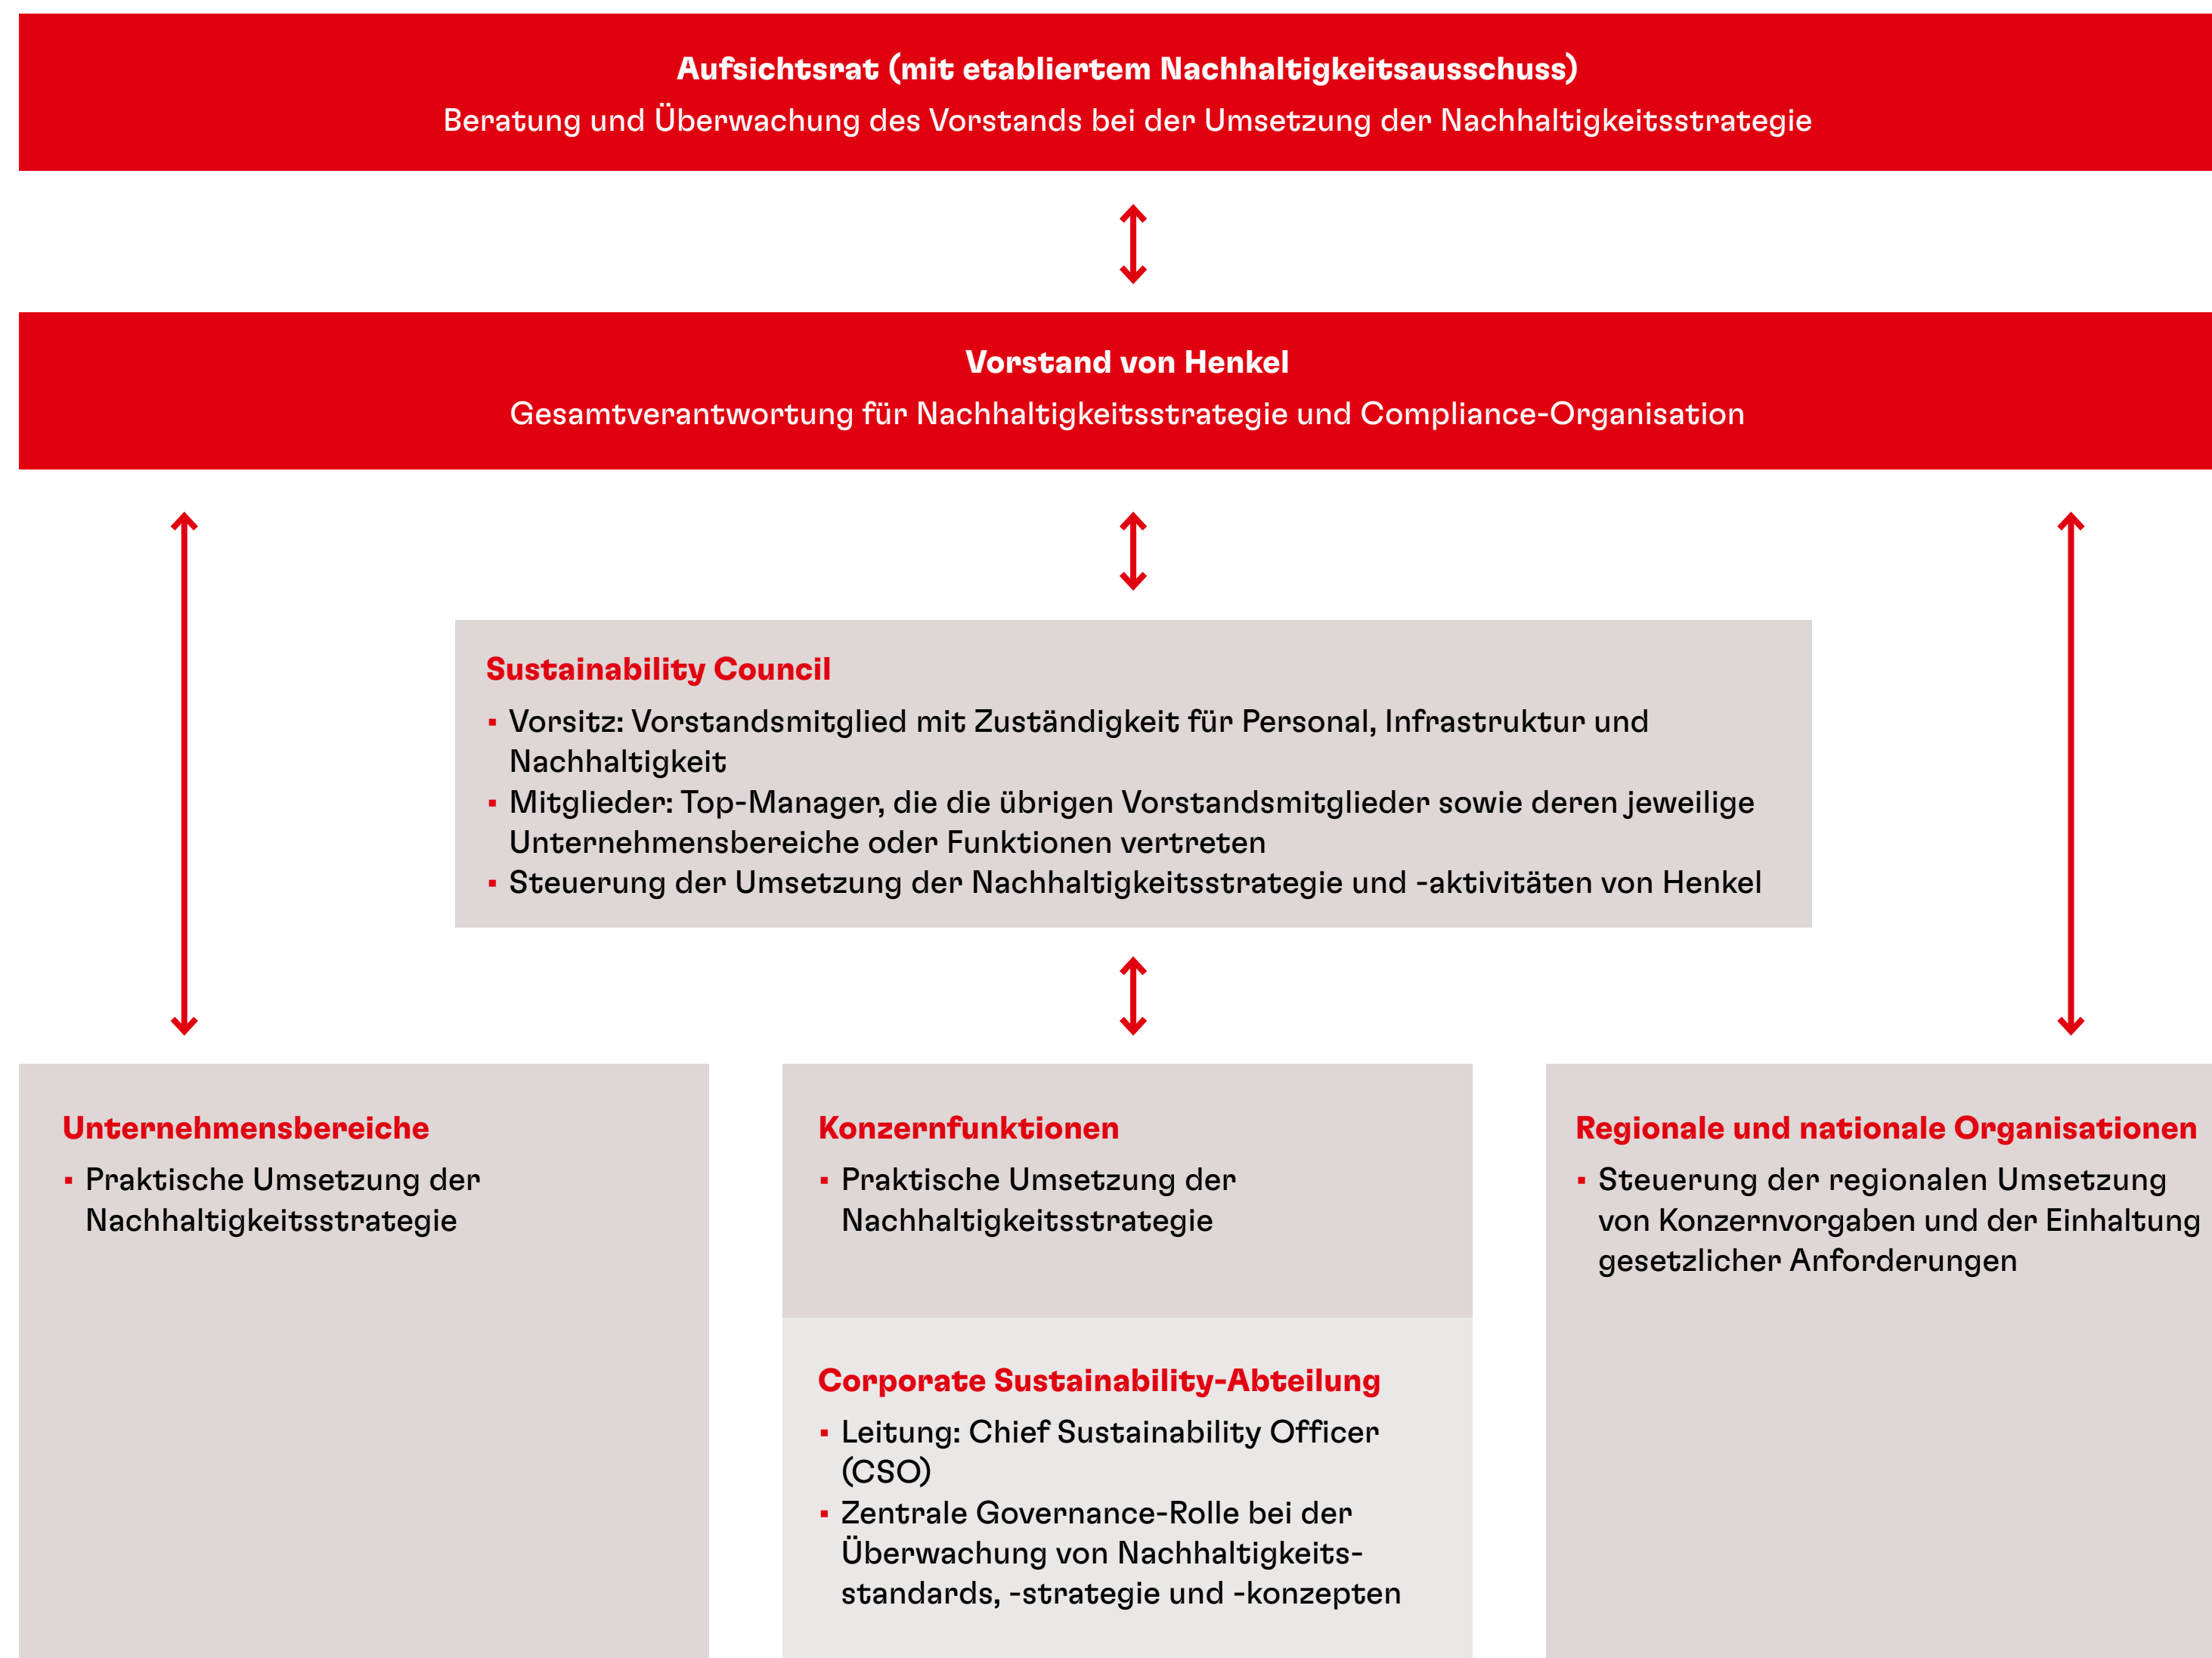 Aufsichtsrat (mit etabliertem Nachhaltigkeitsausschuss)
Beratung und Überwachung des Vorstands bei der Umsetzung der Nachhaltigkeitsstrategie
Vorstand von Henkel
Gesamtverantwortung für Nachhaltigkeitsstrategie und Compliance-Organisation
Sustainability Council
▪ Vorsitz: Vorstandsmitglied mit Zuständigkeit für Personal, Infrastruktur und
Nachhaltigkeit
▪ Mitglieder: Top-Manager, die die übrigen Vorstandsmitglieder sowie deren jeweilige
Unternehmensbereiche oder Funktionen vertreten
▪ Steuerung der Umsetzung der Nachhaltigkeitsstrategie und -aktivitäten von Henkel
Unternehmensbereiche
▪ Praktische Umsetzung der
Nachhaltigkeitsstrategie
Konzernfunktionen
▪ Praktische Umsetzung der
Nachhaltigkeitsstrategie
Corporate Sustainability-Abteilung
▪ Leitung: Chief Sustainability Officer
(CSO)
▪ Zentrale Governance-Rolle bei der
Überwachung von Nachhaltigkeits-
standards, -strategie und -konzepten
Regionale und nationale Organisationen
▪ Steuerung der regionalen Umsetzung
von Konzernvorgaben und der Einhaltung
gesetzlicher Anforderungen